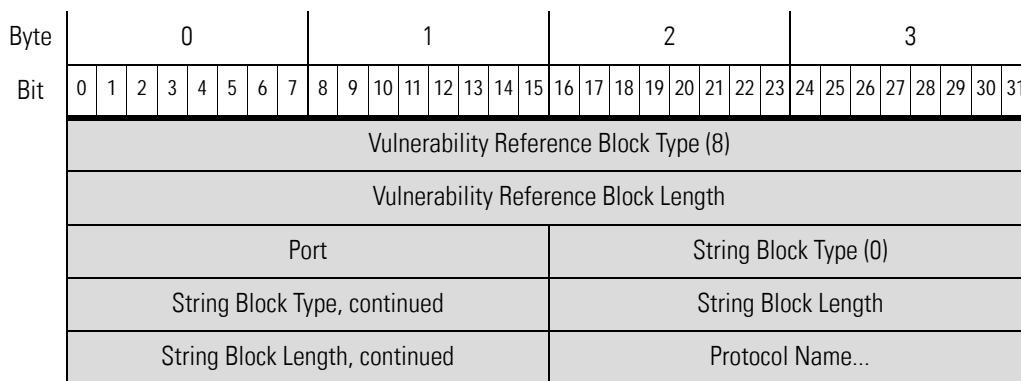 Byte 0 1 2 3
Bit 0 1 2 3 4 5 6 7 8 9 10 11 12 13 14 15 16 17 18 19 20 21 22 23 24 25 26 27 28 29 30 31
Vulnerability Reference Block Type (8)
Vulnerability Reference Block Length
Port String Block Type (0)
String Block Type, continued String Block Length
String Block Length, continued Protocol Name...